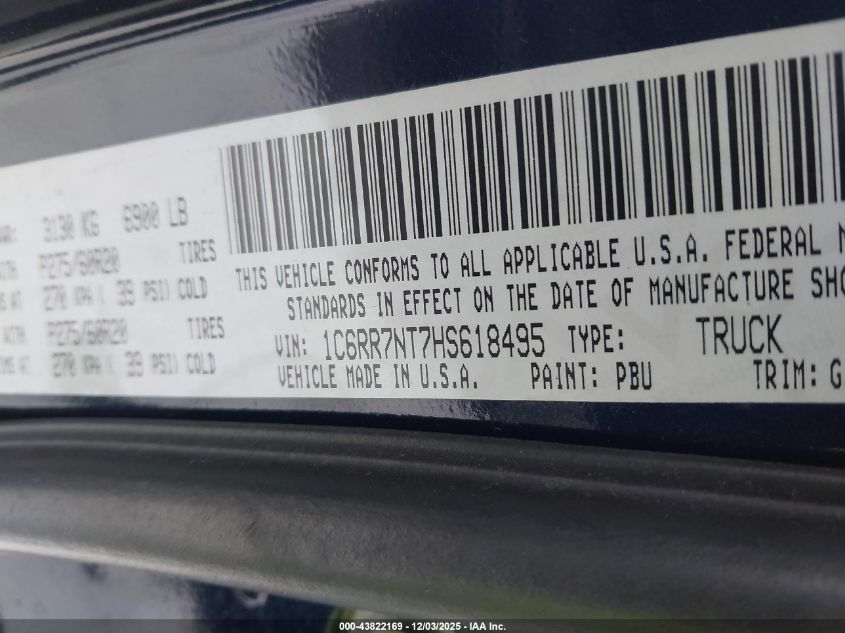 3130 KG 6900 LB
P275/60R20 TIRES
270 KPA ( 39 PSI) COLD
P275/60R20 TIRES
270 KPA ( 39 PSI) COLD
THIS VEHICLE CONFORMS TO ALL APPLICABLE U.S.A. FEDERAL
STANDARDS IN EFFECT ON THE DATE OF MANUFACTURE
VIN: 1C6RR7NT7HS618495 TYPE: TRUCK
VEHICLE MADE IN U.S.A. PAINT: PBU TRIM: G
000-43822169 - 12/03/2025 - IAA Inc.